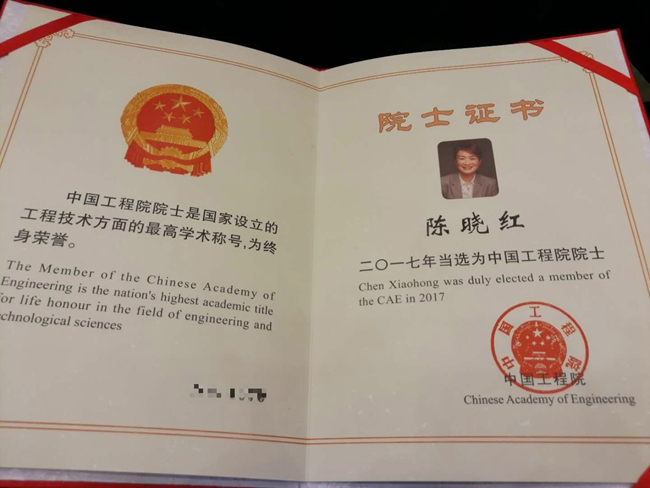 中国工程院院士是国家设立的
工程技术方面的最高学术称号,为终
身荣誉。
The Member of the Chinese Academy of
Engineering is the nation's highest academic title
for life honour in the field of engineering and
technological sciences
院士证书
陈晓红
二〇一七年当选为中国工程院院士
Chen Xiaohong was duly elected a member of
the CAE in 2017
中国工程院
中国工程院
Chinese Academy of Engineering